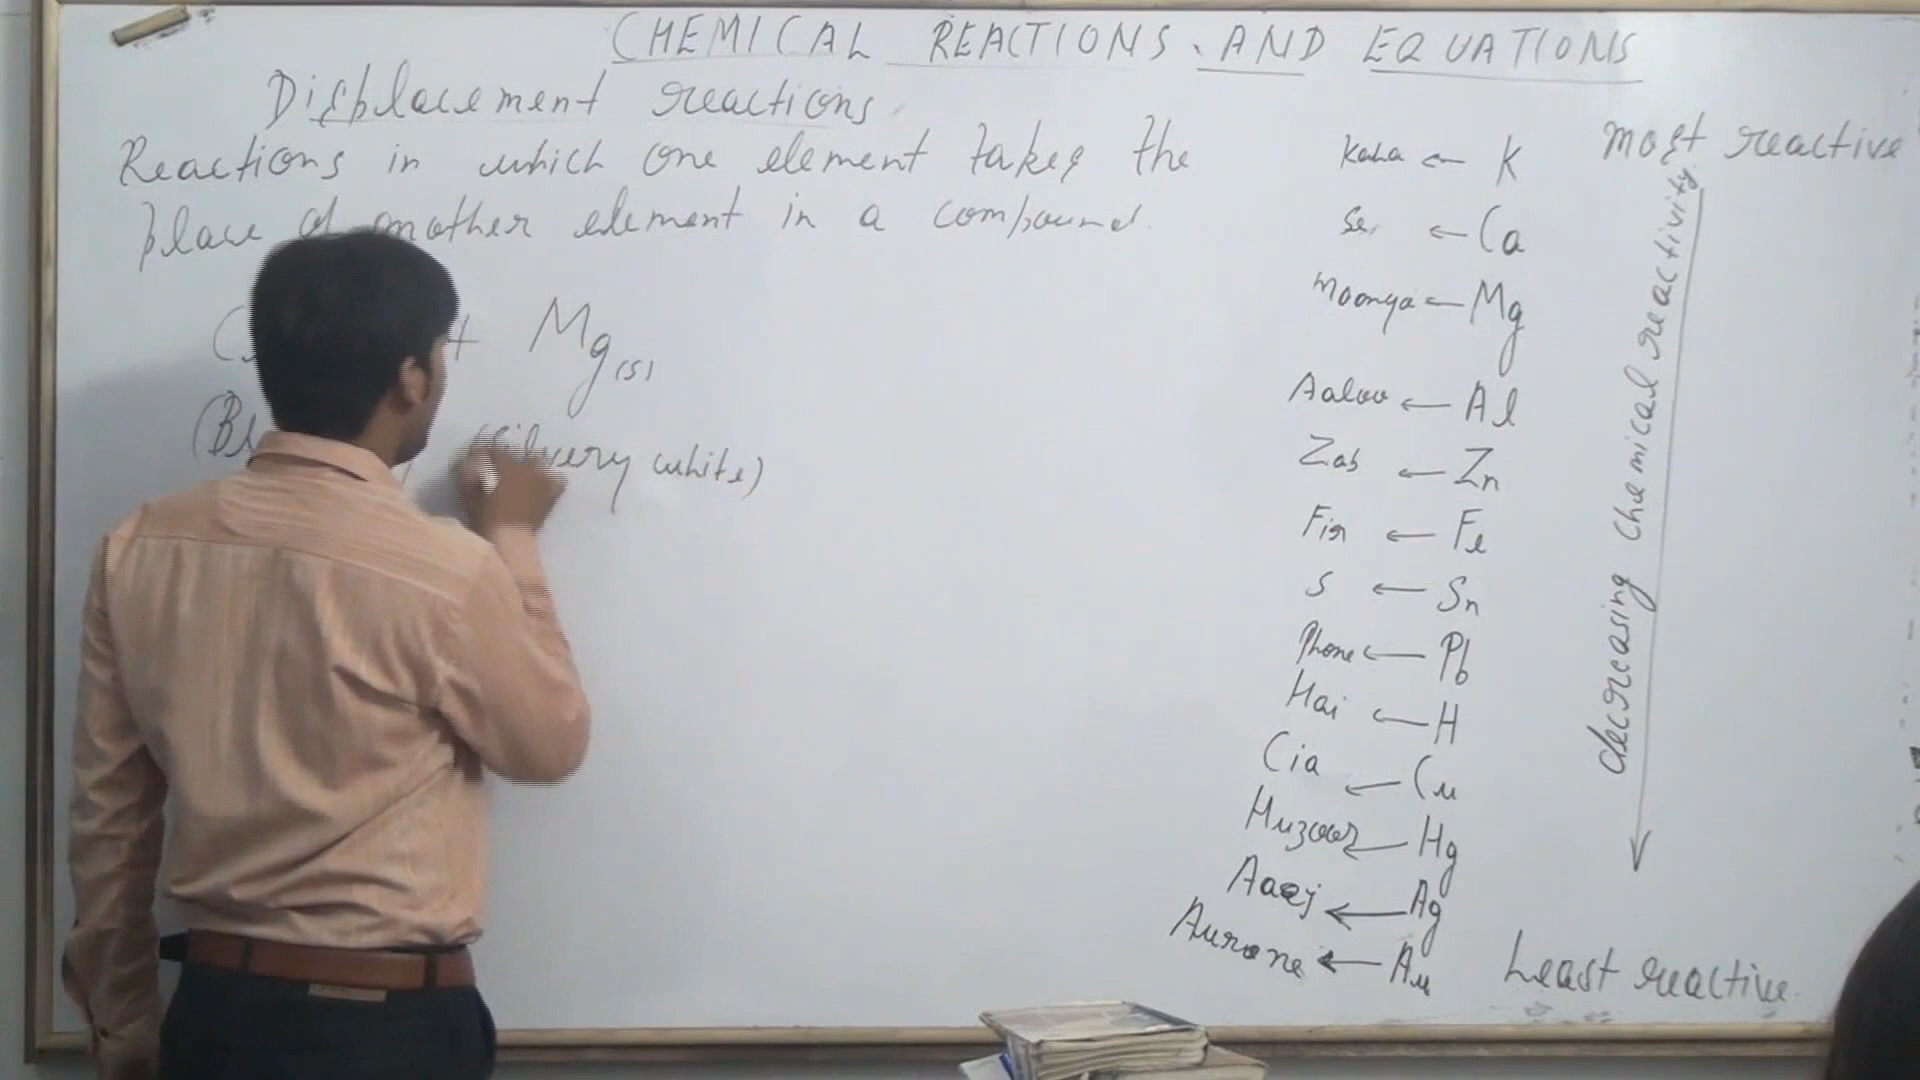 CHEMICAL REACTIONS AND EQUATIONS
Displacement reactions
Reactions in which one element takes the
place of another element in a compound.
+ Mg(s)
(Silvery white)
most reactive
Kaha ← K
Se ← Ca
Moonga ← Mg
Aaloo ← Al
Zab ← Zn
Fir ← Fe
S ← Sn
Phone ← Pb
Hai ← H
Cia ← Cu
Huzoor ← Hg
Aaaj ← Ag
Aurone ← Au
Least reactive
decreasing chemical reactivity